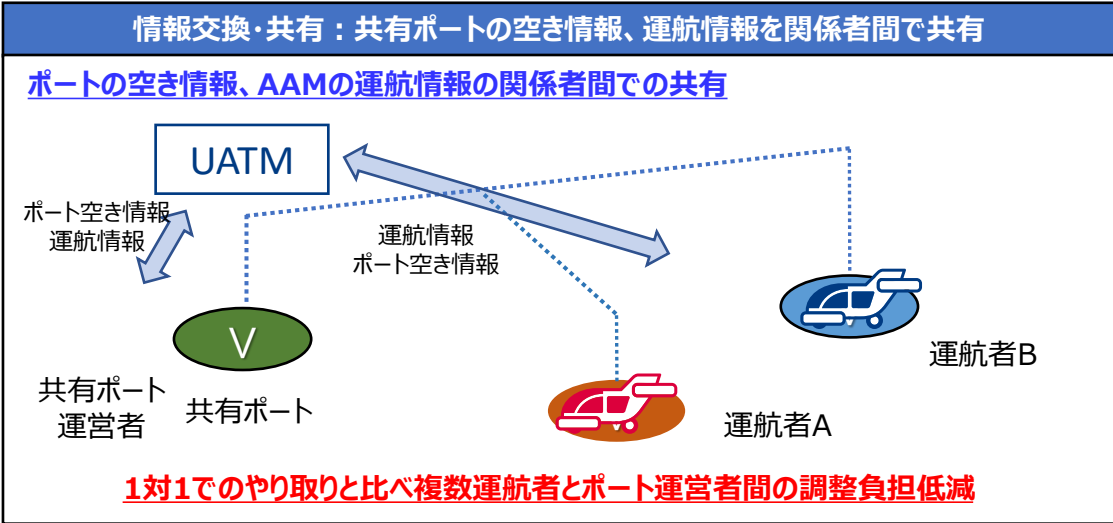 情報交換・共有：共有ポートの空き情報、運航情報を関係者間で共有
ポートの空き情報、AAMの運航情報の関係者間での共有
UATM
ポート空き情報
運航情報
運航情報
ポート空き情報
V
共有ポート
運営者
共有ポート
運航者A
運航者B
1対1でのやり取りと比べ複数運航者とポート運営者間の調整負担低減